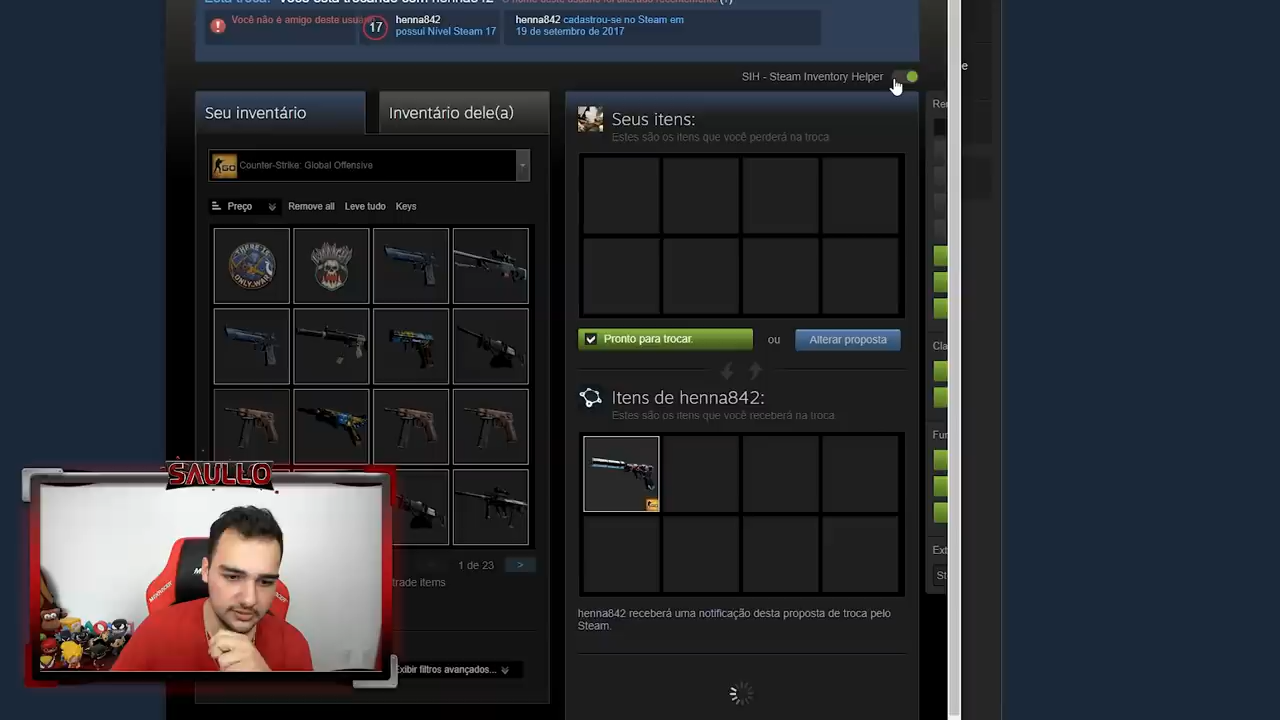 Você não é amigo deste
17
henna842
possui Nível Steam 17
henna842 cadastrou-se no Steam em
19 de setembro de 2017
SIH - Steam Inventory Helper
Seu inventário
Inventário dele(a)
Counter-Strike: Global Offensive
Preço
Remove all
Leve tudo
Keys
Seus itens:
Estes são os itens que você perderá na troca.
Pronto para trocar.
ou
Alterar proposta
Itens de henna842:
Estes são os itens que você receberá na troca.
henna842 receberá uma notificação desta proposta de troca pelo
Steam.
1 de 23
>
trade items
Exibir filtros avançados...
SAULLO